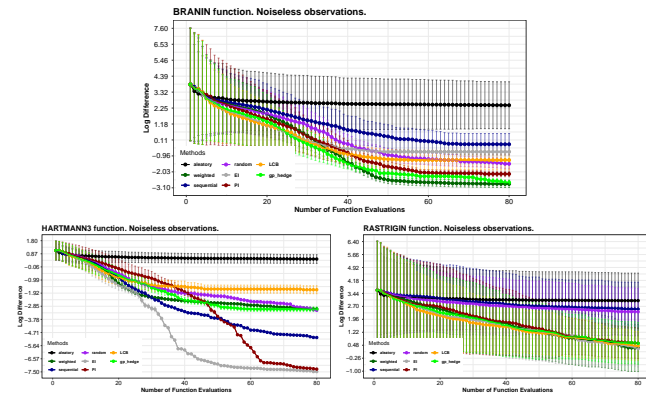 BRANIN function. Noiseless observations.
Log Difference
7.60
6.53
5.46
4.39
3.32
2.25
1.18
0.11
-0.96
-2.03
-3.10
Methods
aleatory random LCB
weighted EI gp_hedge
sequential PI
0 20 40 60 80
Number of Function Evaluations
HARTMANN3 function. Noiseless observations.
Log Difference
1.80
0.87
-0.06
-0.99
-1.92
-2.85
-3.78
-4.71
-5.64
-6.57
-7.50
Methods
aleatory random LCB
weighted EI gp_hedge
sequential PI
0 20 40 60 80
Number of Function Evaluations
RASTRIGIN function. Noiseless observations.
Log Difference
6.40
5.66
4.92
4.18
3.44
2.70
1.96
1.22
0.48
-0.26
-1.00
Methods
aleatory random LCB
weighted EI gp_hedge
sequential PI
0 20 40 60 80
Number of Function Evaluations